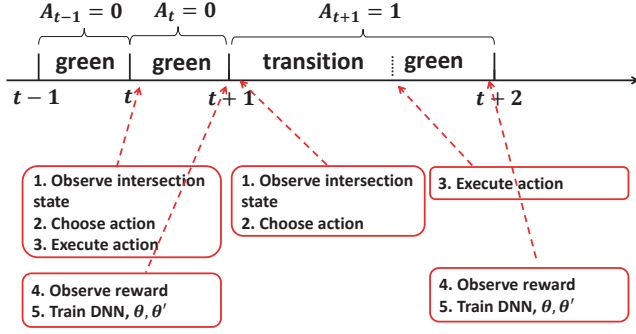 A_{t−1} = 0 A_t = 0 A_{t+1} = 1
green green transition green
t − 1 t t + 1 t + 2
1. Observe intersection
state
2. Choose action
3. Execute action
1. Observe intersection
state
2. Choose action
3. Execute action
4. Observe reward
5. Train DNN, θ, θ′
4. Observe reward
5. Train DNN, θ, θ′